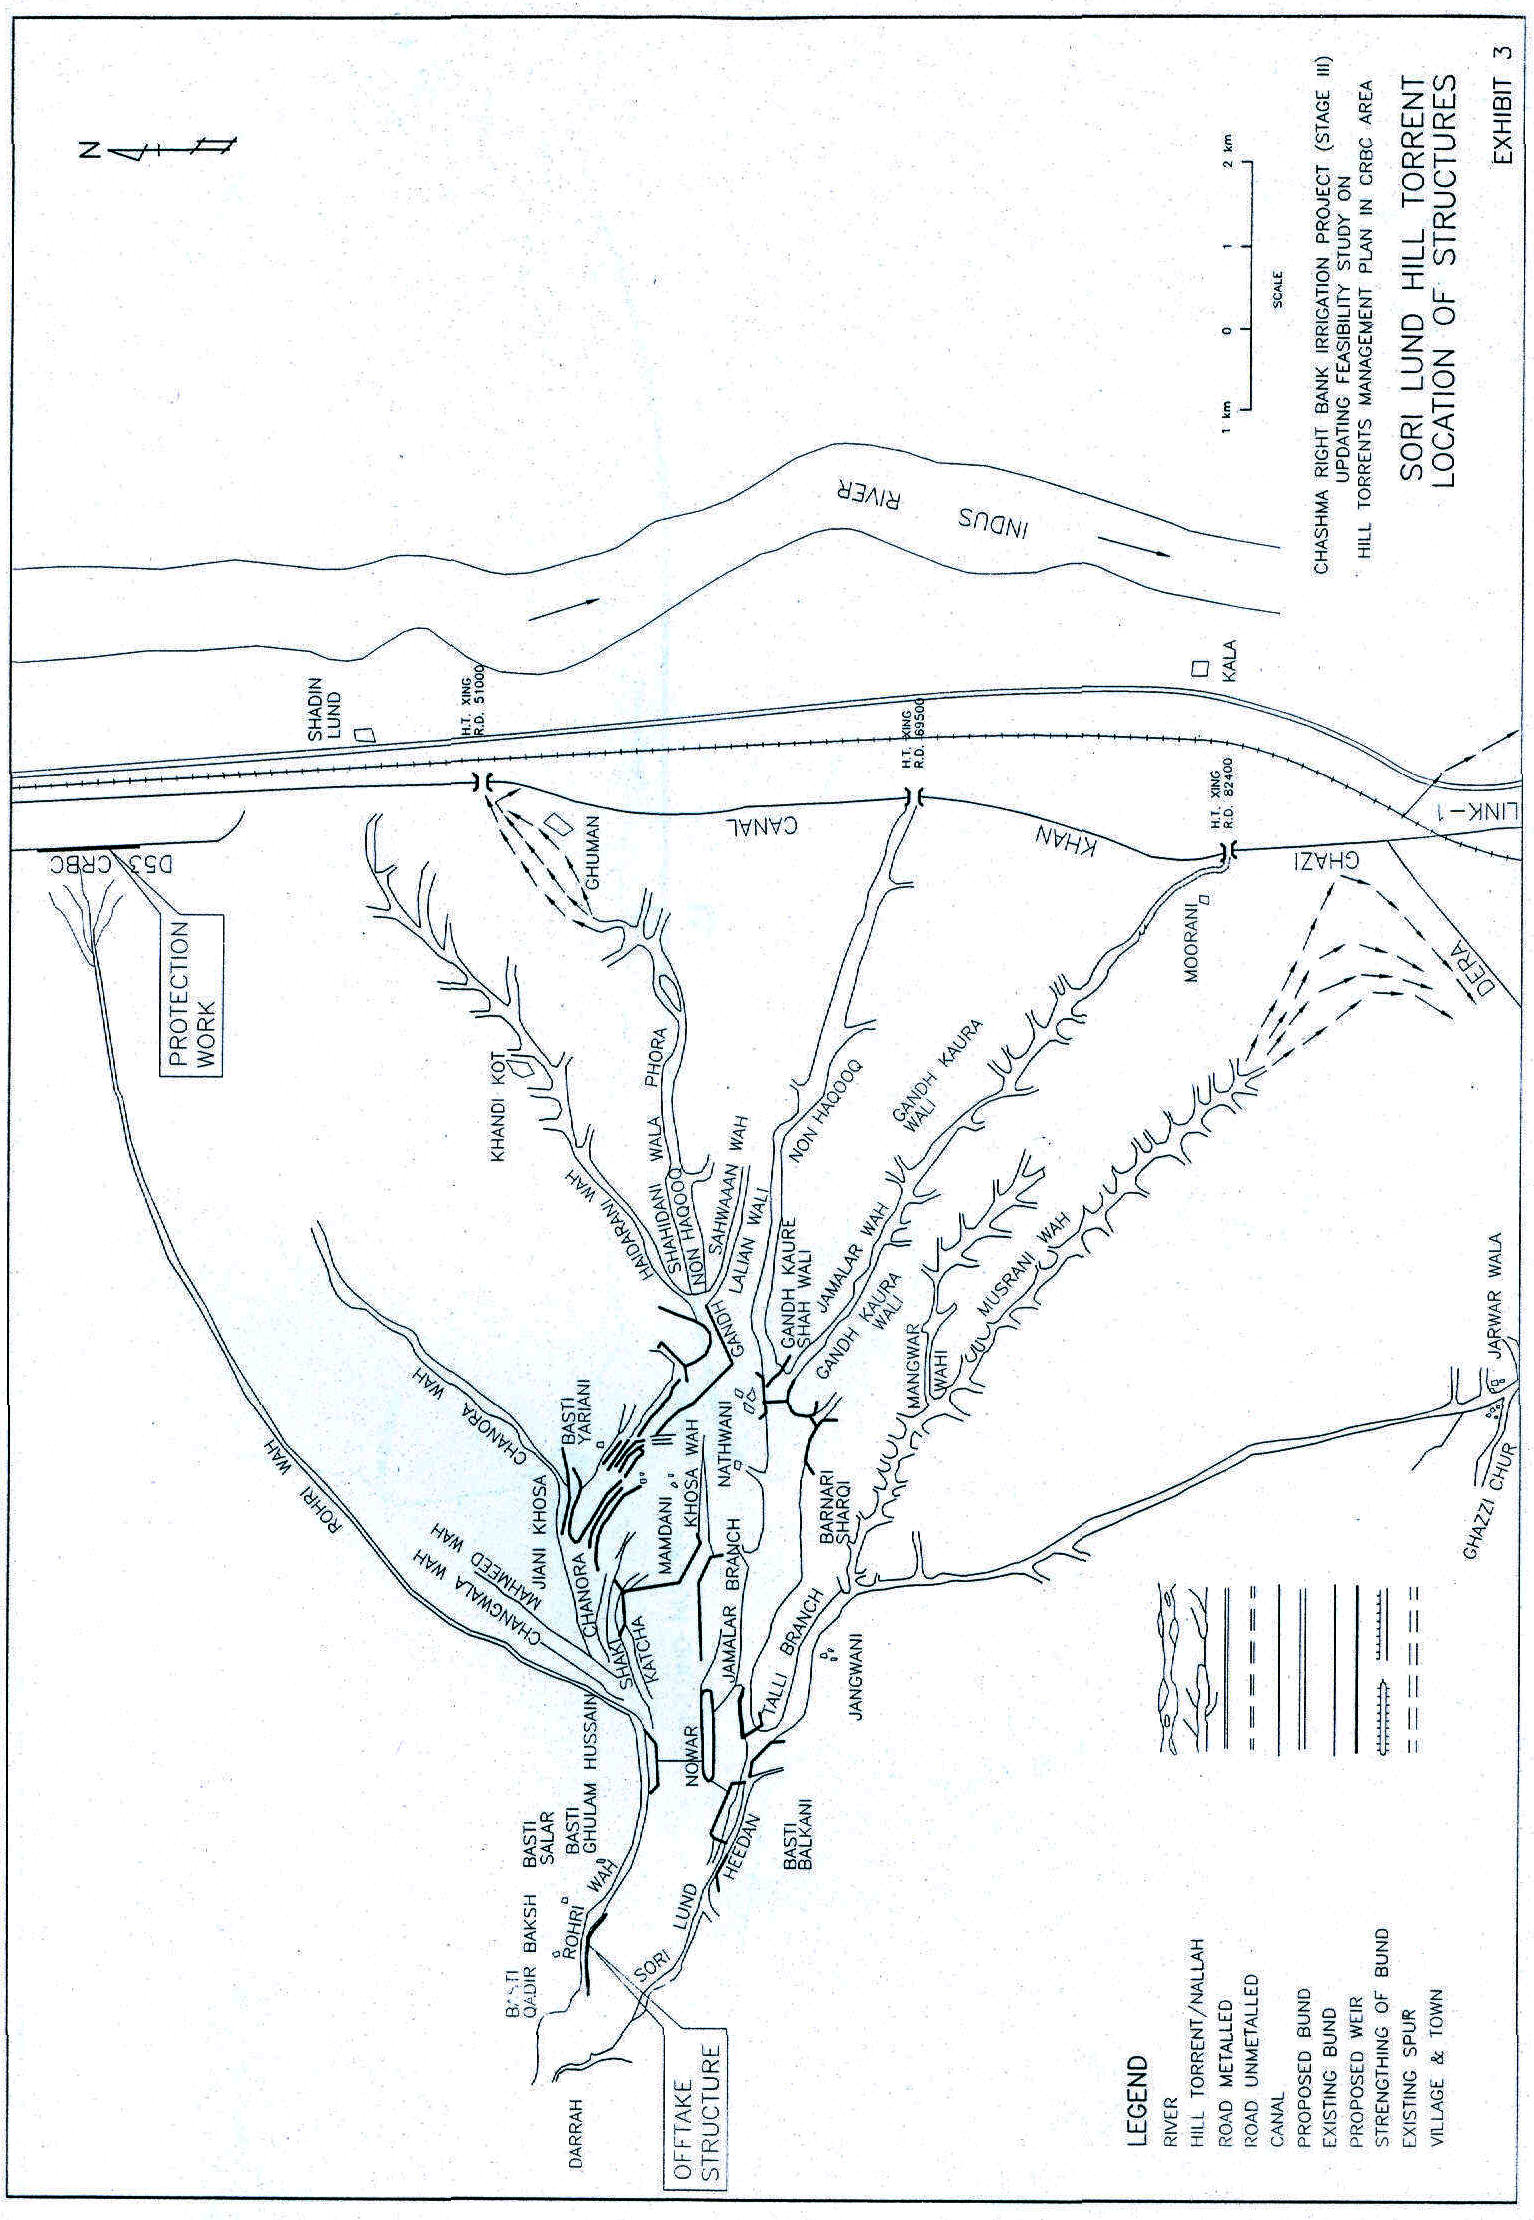 N
1 km
0
1
2 km
SCALE
CHASHMA RIGHT BANK IRRIGATION PROJECT (STAGE III)
UPDATING FEASIBILITY STUDY ON
HILL TORRENTS MANAGEMENT PLAN IN CRBC AREA
SORI LUND HILL TORRENT
LOCATION OF STRUCTURES
EXHIBIT 3
INDUS
RIVER
SHADIN
LUND
H.T. XING
R.D. 51000
H.T. XING
R.D. 69500
H.T. XING
R.D. 82400
KALA
D53 CRBC
PROTECTION
WORK
GHUMAN
CANAL
KHAN
GHAZI
DERA
LINK-1
MOORANI
KHANDI KOT
HAIDARANI WAH
SHAHIDANI WALA PHORA
NON HAQOOQ
SAHWAAAN WAH
GANDH LALIAN WALI
NON HAQOOQ
GANDH KAURE
SHAH WALI
JAMALAR WAH
GANDH KAURA
WALI
GANDH KAURA
WALI
MANGWAR
WAHI
MUSRANI WAH
JARWAR WALA
GHAZZI CHUR
ROHRI WAH
CHANORA WAH
CHANGWALA WAH
MAHMEED WAH
JIANI KHOSA
BASTI
YARIANI
CHANORA
SHAKI
KATCHA
MAMDANI
KHOSA WAH
NATHWANI
JAMALAR BRANCH
BARNARI
SHARQI
TALLI BRANCH
JANGWANI
NOWAR
BASTI
GHULAM HUSSAIN
BASTI
SALAR
BASTI
QADIR BAKSH
ROHRI WAH
SORI LUND
HEEDAN
BASTI
BALKANI
OFFTAKE
STRUCTURE
DARRAH
LEGEND
RIVER
HILL TORRENT/NALLAH
ROAD METALLED
ROAD UNMETALLED
CANAL
PROPOSED BUND
EXISTING BUND
PROPOSED WEIR
STRENGTHING OF BUND
EXISTING SPUR
VILLAGE & TOWN